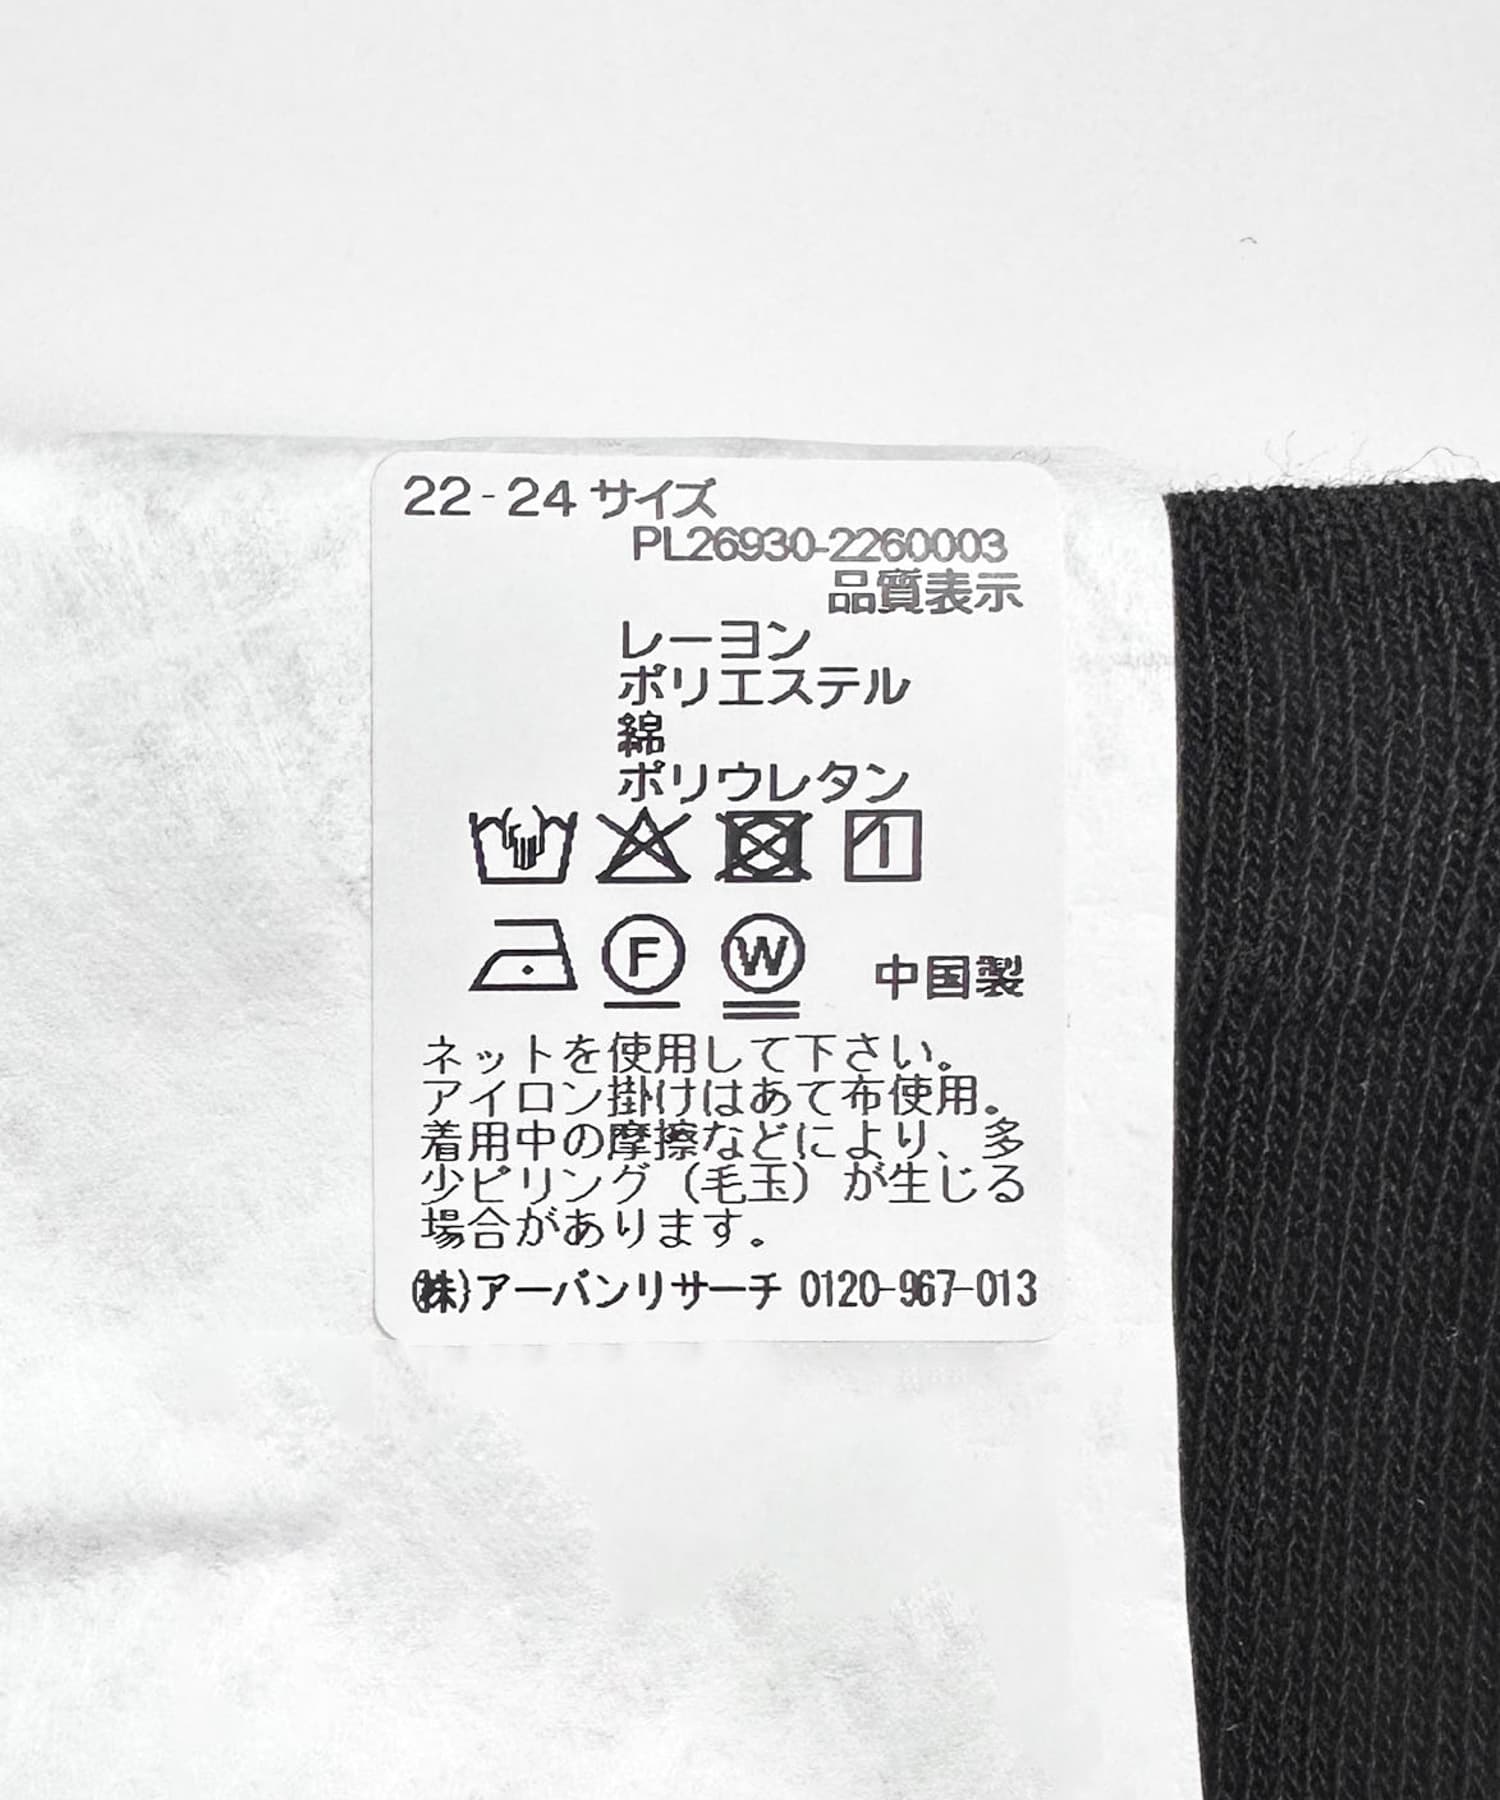 22-24 サイズ
PL26930-2260003
品質表示
レーヨン
ポリエステル
綿
ポリウレタン
F W 中国製
ネットを使用して下さい。
アイロン掛けはあて布使用。
着用中の摩擦などにより、多
少ピリング（毛玉）が生じる
場合があります。
(株)アーバンリサーチ 0120-967-013